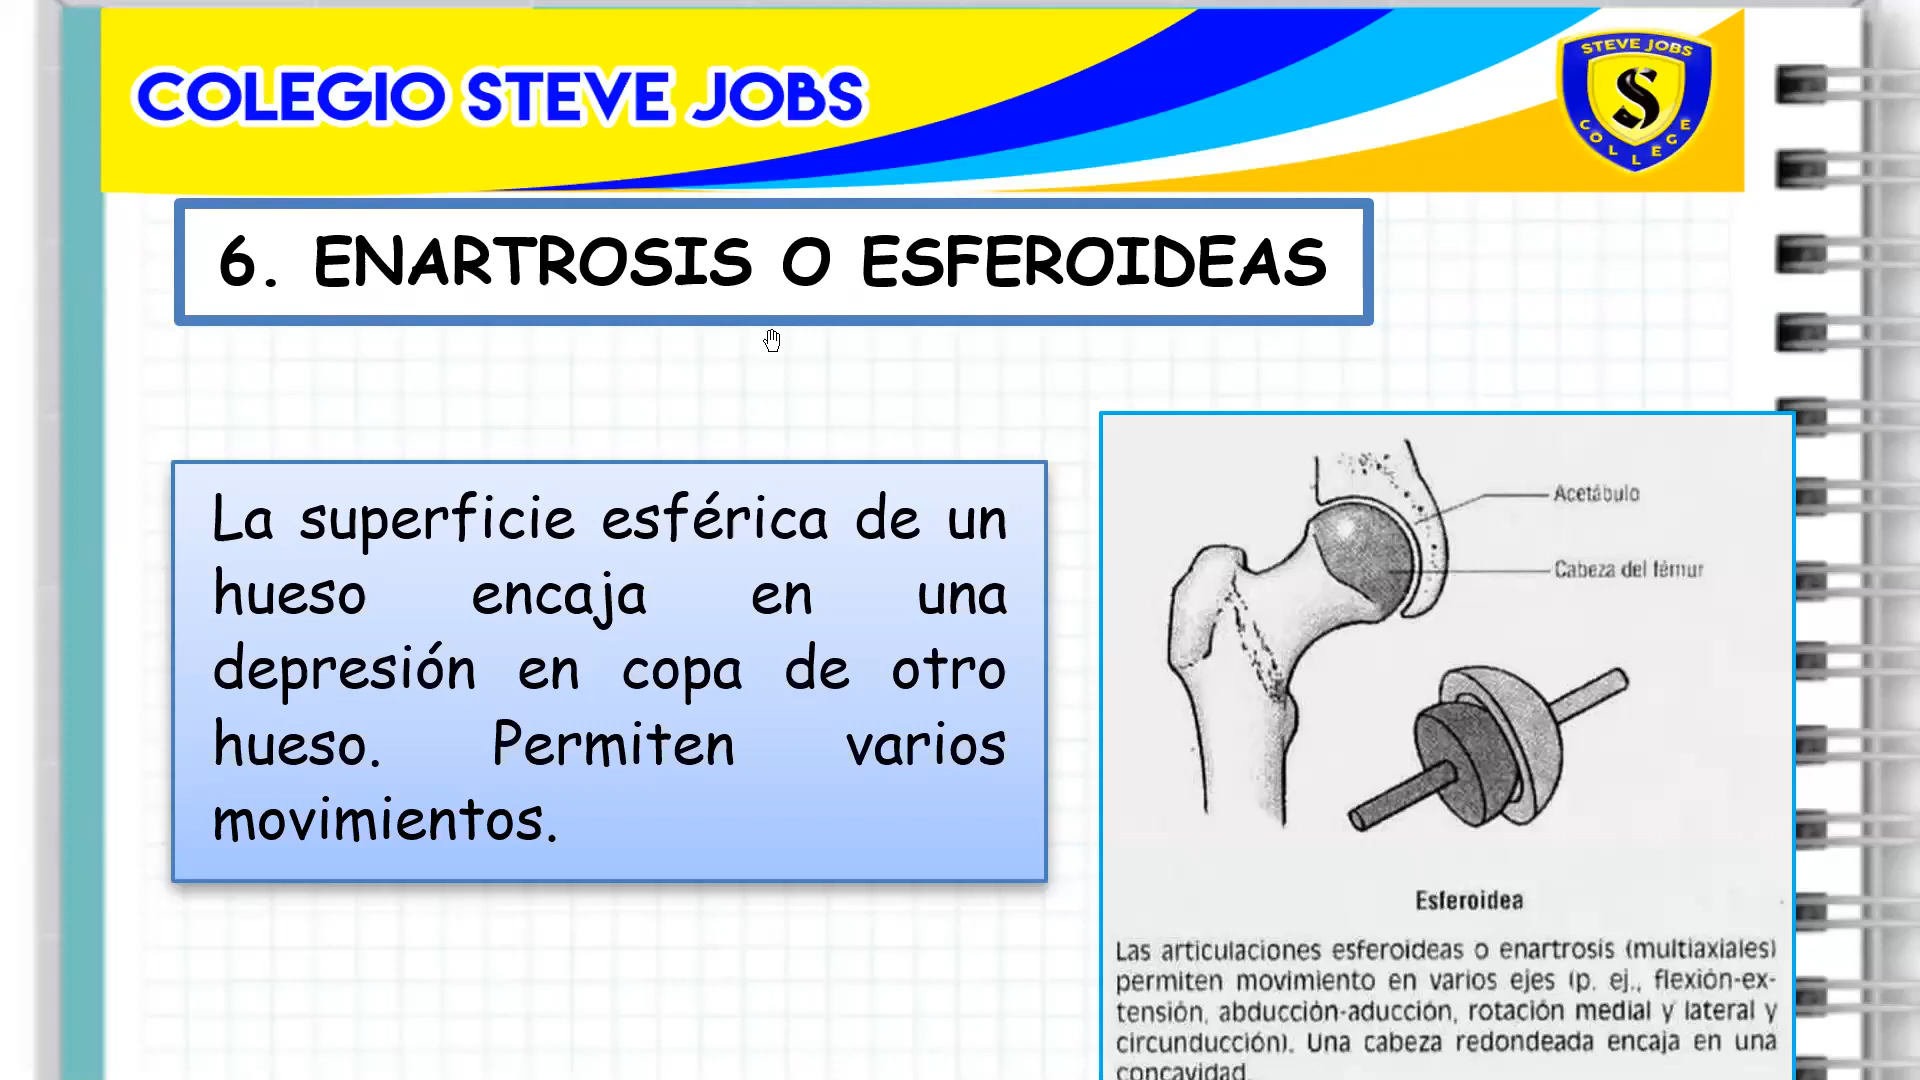 COLEGIO STEVE JOBS
STEVE JOBS
S
COLLEGE
6. ENARTROSIS O ESFEROIDEAS
La superficie esférica de un
hueso encaja en una
depresión en copa de otro
hueso. Permiten varios
movimientos.
Acetábulo
Cabeza del fémur
Esferoidea
Las articulaciones esferoideas o enartrosis (multiaxiales)
permiten movimiento en varios ejes (p. ej., flexión-ex-
tensión, abducción-aducción, rotación medial y lateral y
circunducción). Una cabeza redondeada encaja en una
concavidad.